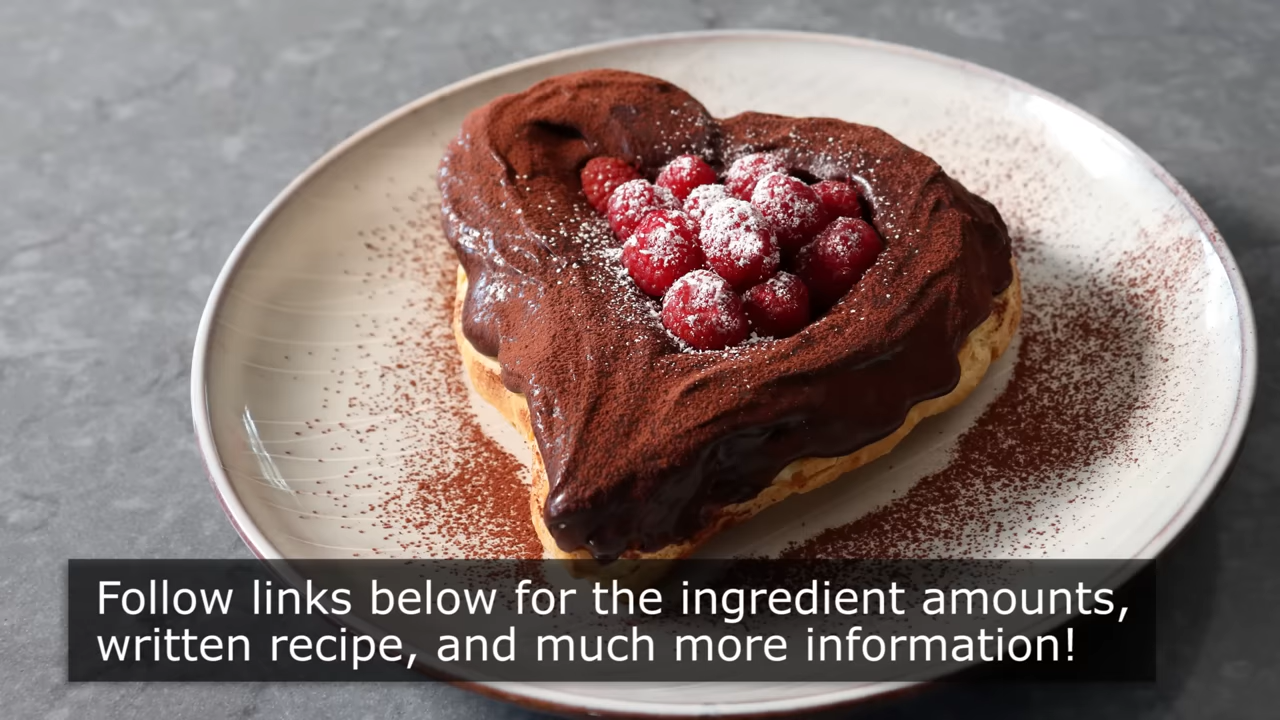 Follow links below for the ingredient amounts,
written recipe, and much more information!